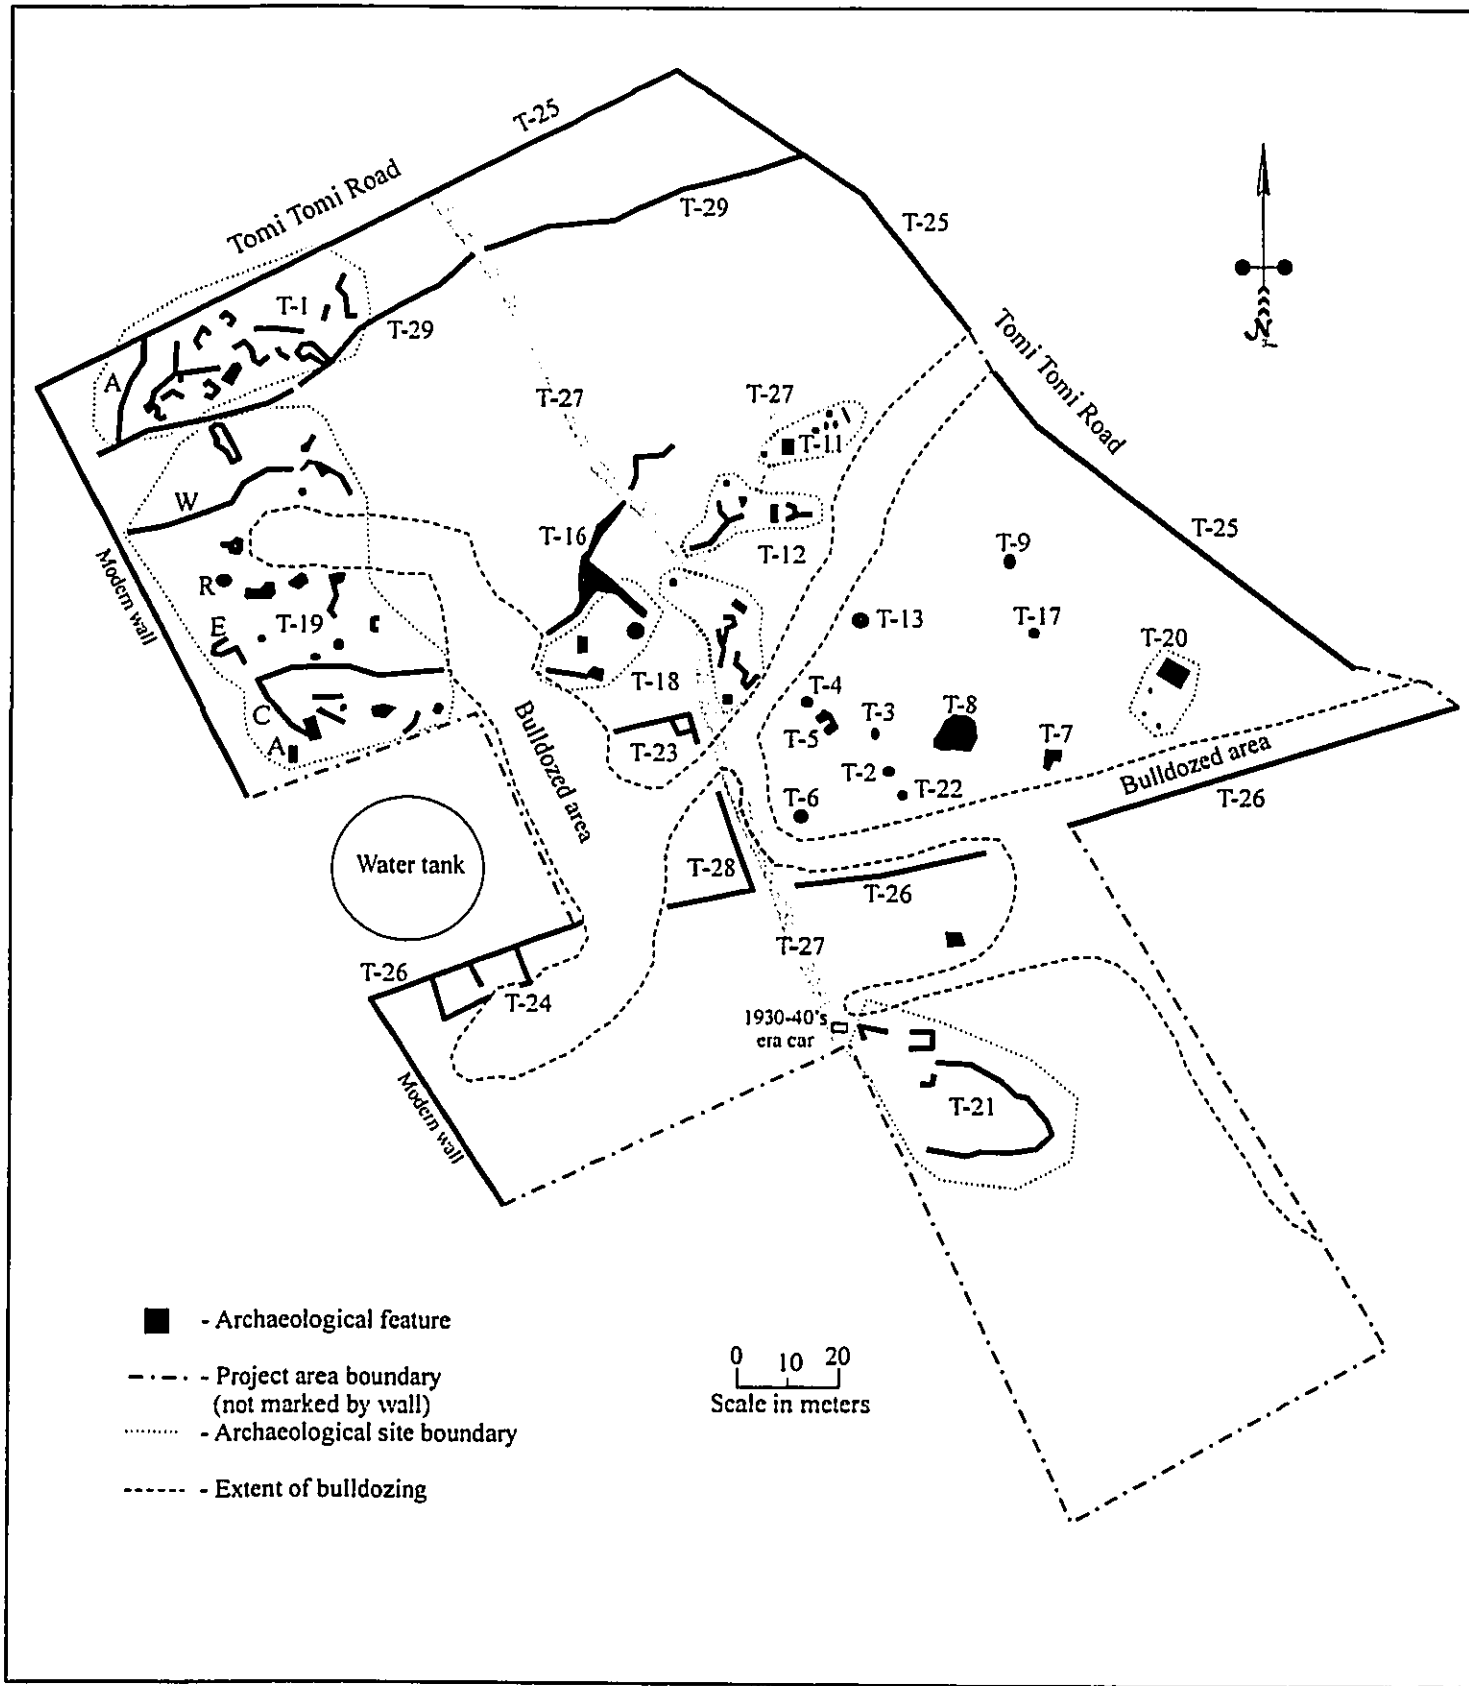 T-25
Tomi Tomi Road
T-29
T-25
T-1
T-29
A
Tomi Tomi Road
N
T-27
T-27
T-11
W
T-16
T-12
T-25
T-9
Modern wall
R
E
T-19
T-13
T-17
T-20
T-18
T-4
T-3
T-8
C
A
Bulldozed area
T-23
T-5
T-7
T-2
T-22
Bulldozed area
T-26
T-6
Water tank
T-28
T-26
T-27
T-26
T-24
1930-40's
era car
Modern wall
T-21
- Archaeological feature
- Project area boundary
(not marked by wall)
- Archaeological site boundary
- Extent of bulldozing
0 10 20
Scale in meters